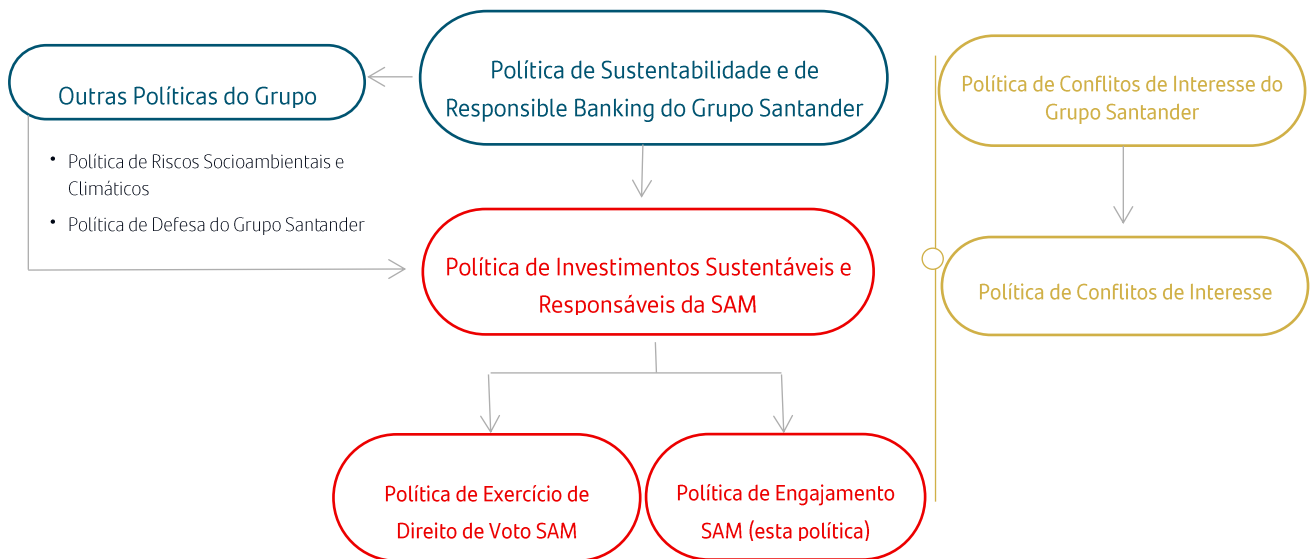 Outras Políticas do Grupo
• Política de Riscos Socioambientais e
Climáticos
• Política de Defesa do Grupo Santander
Política de Sustentabilidade e de
Responsible Banking do Grupo Santander
Política de Investimentos Sustentáveis e
Responsáveis da SAM
Política de Exercício de
Direito de Voto SAM
Política de Engajamento
SAM (esta política)
Política de Conflitos de Interesse do
Grupo Santander
Política de Conflitos de Interesse